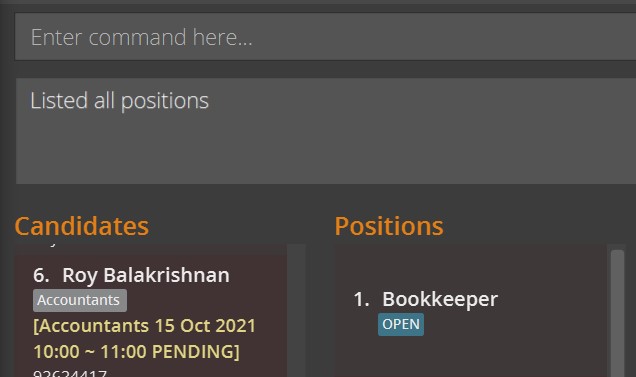 Enter command here...
Listed all positions
Candidates
Positions
6. Roy Balakrishnan
Accountants
[Accountants 15 Oct 2021
10:00 ~ 11:00 PENDING]
92624417
1. Bookkeeper
OPEN